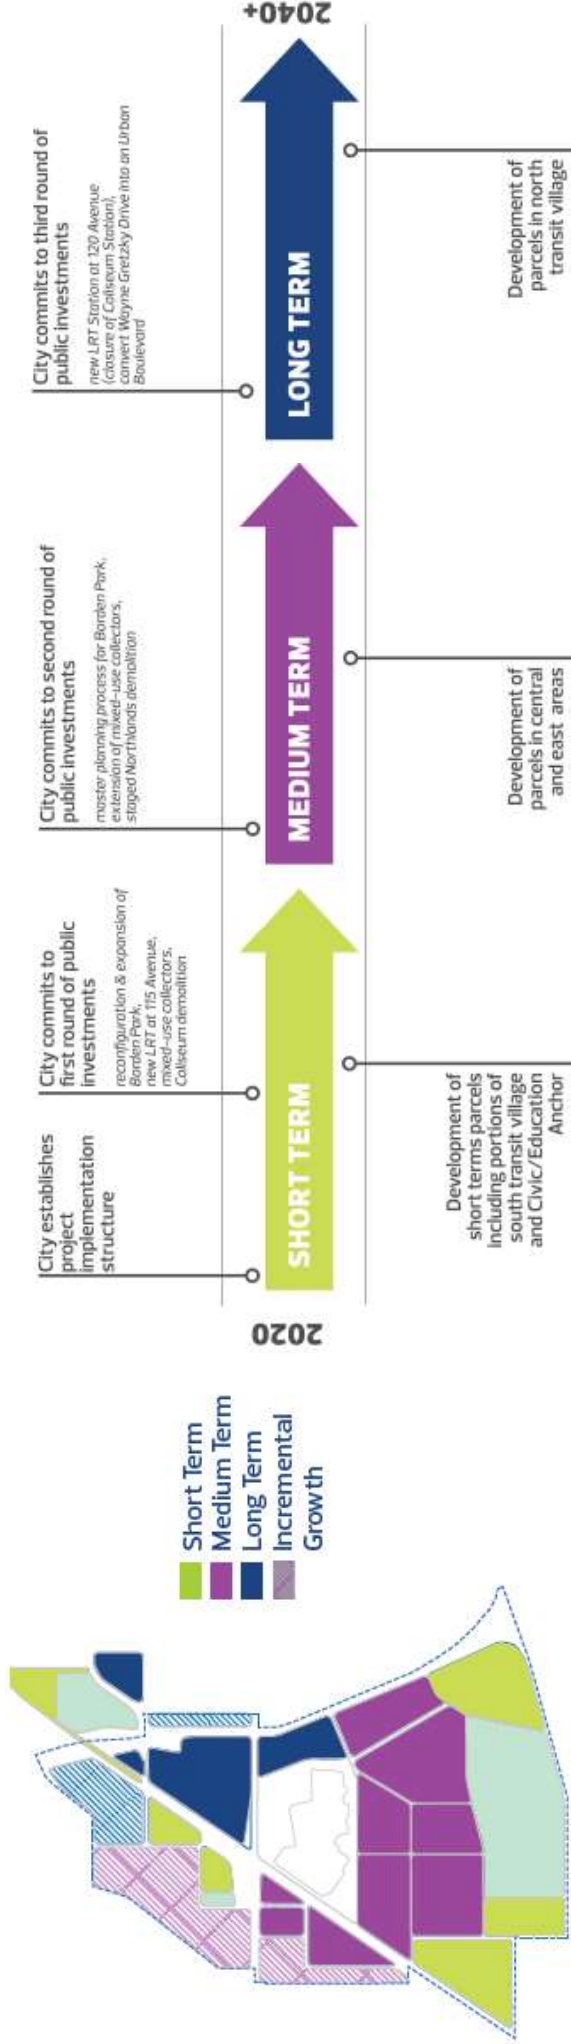 Short Term
Medium Term
Long Term
Incremental
Growth
2020
City establishes
project
implementation
structure
City commits to
first round of public
investments
reconfiguration & expansion of
Borden Park,
new LRT at 115 Avenue,
mixed-use collectors,
Coliseum demolition
City commits to second round of
public investments
master planning process for Borden Park,
extension of mixed-use collectors,
staged Northlands demolition
City commits to third round of
public investments
new LRT Station at 120 Avenue
(closure of Coliseum Station),
convert Wayne Gretzky Drive into an Urban
Boulevard
SHORT TERM
MEDIUM TERM
LONG TERM
2040+
Development of
short terms parcels
including portions of
south transit village
and Civic/Education
Anchor
Development of
parcels in central
and east areas
Development of
parcels in north
transit village